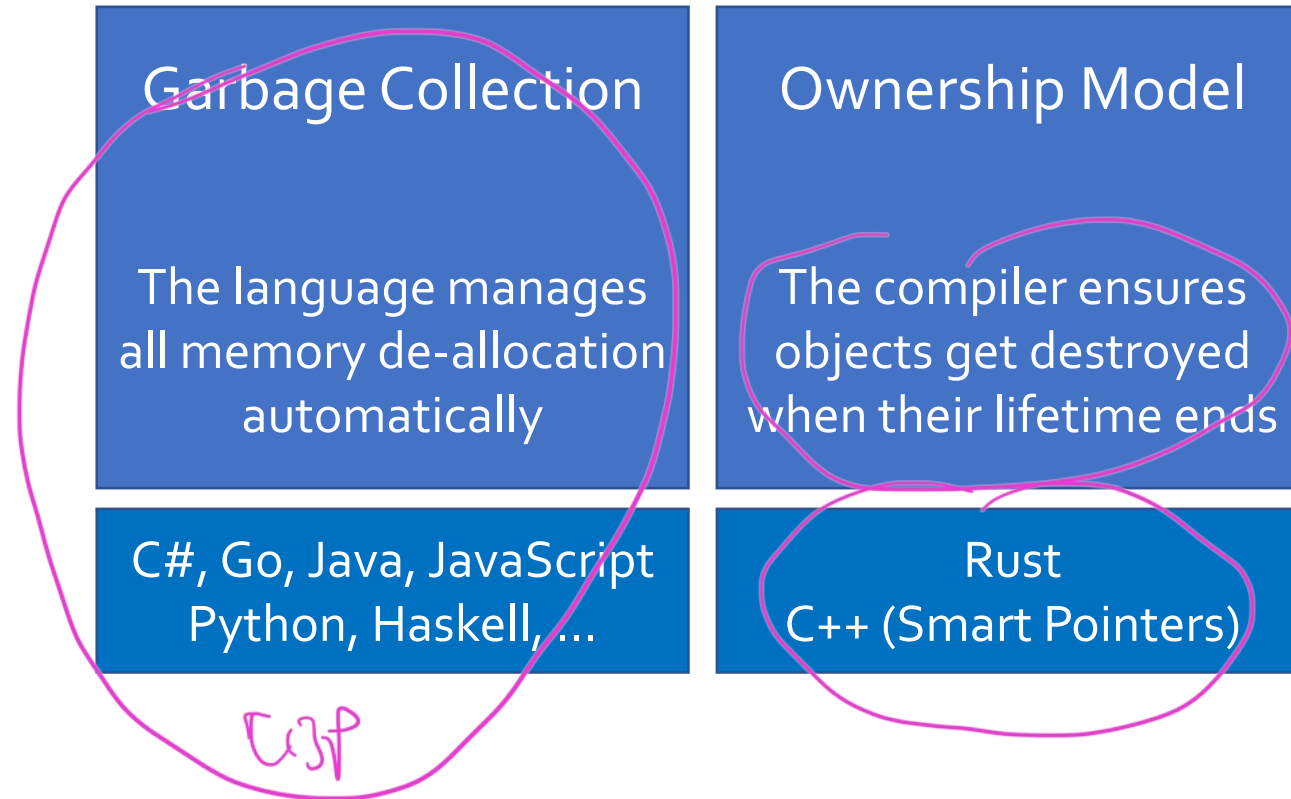 Garbage Collection
The language manages
all memory de-allocation
automatically
C#, Go, Java, JavaScript
Python, Haskell, ...
Ownership Model
The compiler ensures
objects get destroyed
when their lifetime ends
Rust
C++ (Smart Pointers)